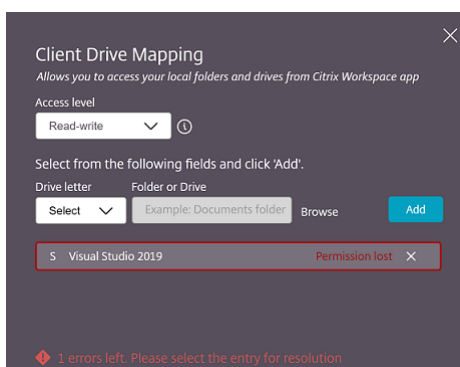 Client Drive Mapping
Allows you to access your local folders and drives from Citrix Workspace app
Access level
Read-write
Select from the following fields and click 'Add'.
Drive letter Folder or Drive
Select Example: Documents folder Browse Add
S Visual Studio 2019 Permission lost
1 errors left. Please select the entry for resolution